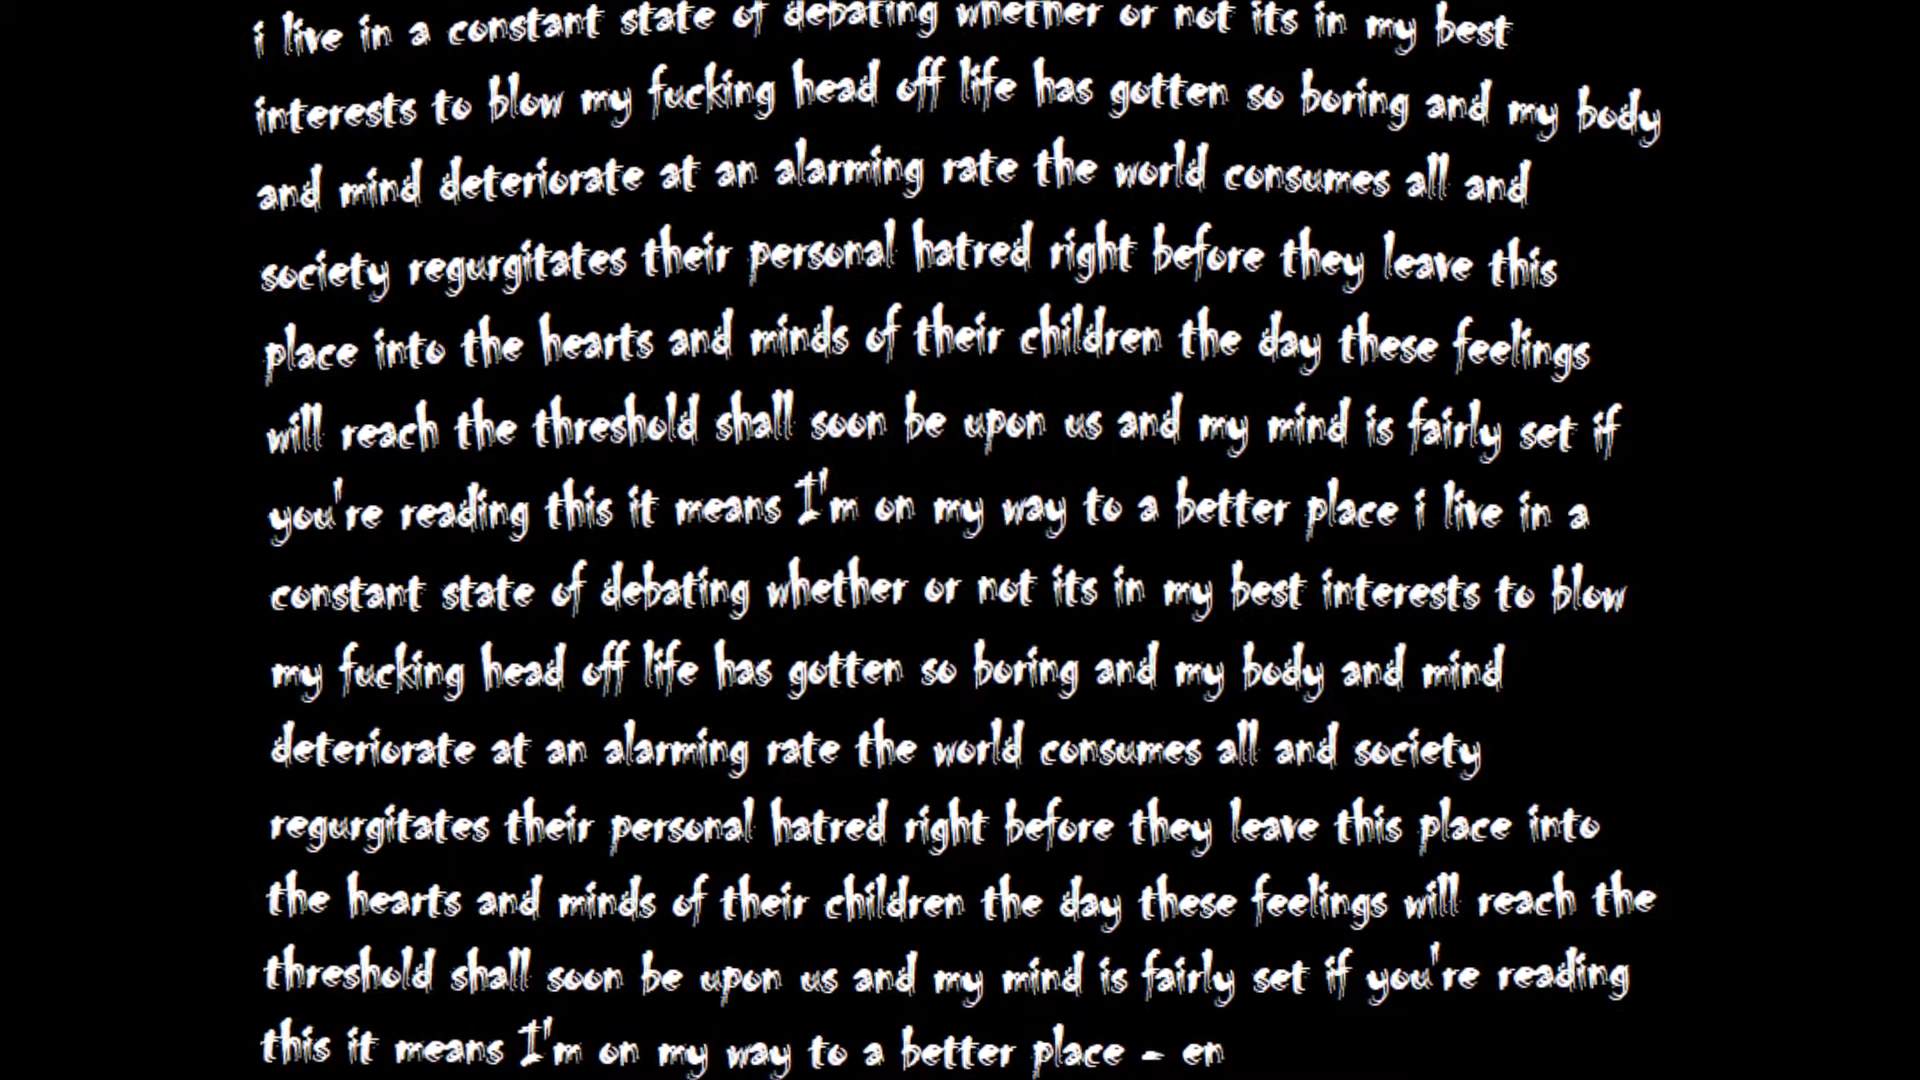 i live in a constant state of debating whether or not its in my best
interests to blow my fucking head off life has gotten so boring and my body
and mind deteriorate at an alarming rate the world consumes all and
society regurgitates their personal hatred right before they leave this
place into the hearts and minds of their children the day these feelings
will reach the threshold shall soon be upon us and my mind is fairly set if
you're reading this it means I'm on my way to a better place i live in a
constant state of debating whether or not its in my best interests to blow
my fucking head off life has gotten so boring and my body and mind
deteriorate at an alarming rate the world consumes all and society
regurgitates their personal hatred right before they leave this place into
the hearts and minds of their children the day these feelings will reach the
threshold shall soon be upon us and my mind is fairly set if you're reading
this it means I'm on my way to a better place - en